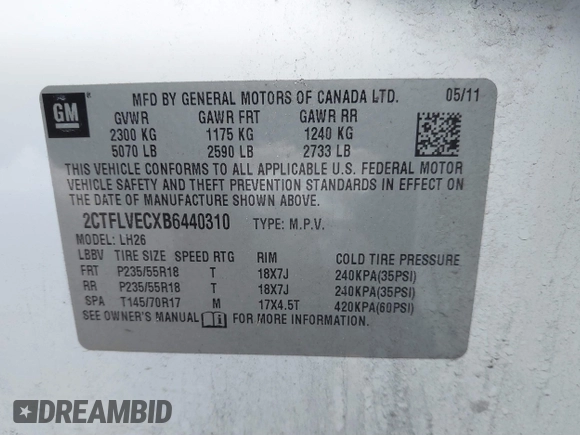 GM ® MFD BY GENERAL MOTORS OF CANADA LTD. 05/11
GVWR GAWR FRT GAWR RR
2300 KG 1175 KG 1240 KG
5070 LB 2590 LB 2733 LB
THIS VEHICLE CONFORMS TO ALL APPLICABLE U.S. FEDERAL MOTOR
VEHICLE SAFETY AND THEFT PREVENTION STANDARDS IN EFFECT ON
THE DATE OF MANUFACTURE SHOWN ABOVE.
2CTFLVECXB6440310 TYPE: M.P.V.
MODEL: LH26
LBBV TIRE SIZE SPEED RTG RIM COLD TIRE PRESSURE
FRT P235/55R18 T 18X7J 240KPA(35PSI)
RR P235/55R18 T 18X7J 240KPA(35PSI)
SPA T145/70R17 M 17X4.5T 420KPA(60PSI)
SEE OWNER'S MANUAL FOR MORE INFORMATION.
DREAMBID